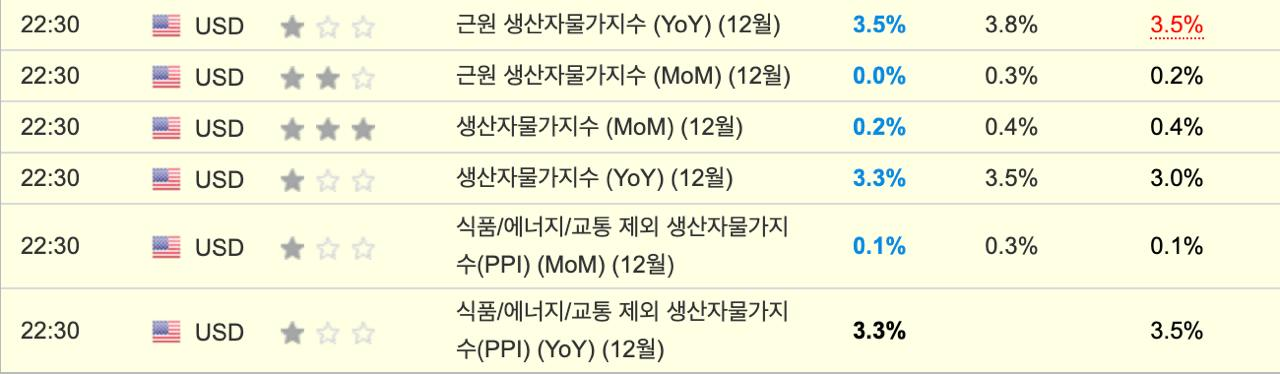 22:30 USD 근원 생산자물가지수 (YoY) (12월) 3.5% 3.8% 3.5%
22:30 USD 근원 생산자물가지수 (MoM) (12월) 0.0% 0.3% 0.2%
22:30 USD 생산자물가지수 (MoM) (12월) 0.2% 0.4% 0.4%
22:30 USD 생산자물가지수 (YoY) (12월) 3.3% 3.5% 3.0%
식품/에너지/교통 제외 생산자물가지
22:30 USD 수(PPI) (MoM) (12월) 0.1% 0.3% 0.1%
식품/에너지/교통 제외 생산자물가지
22:30 USD 수(PPI) (YoY) (12월) 3.3% 3.5%